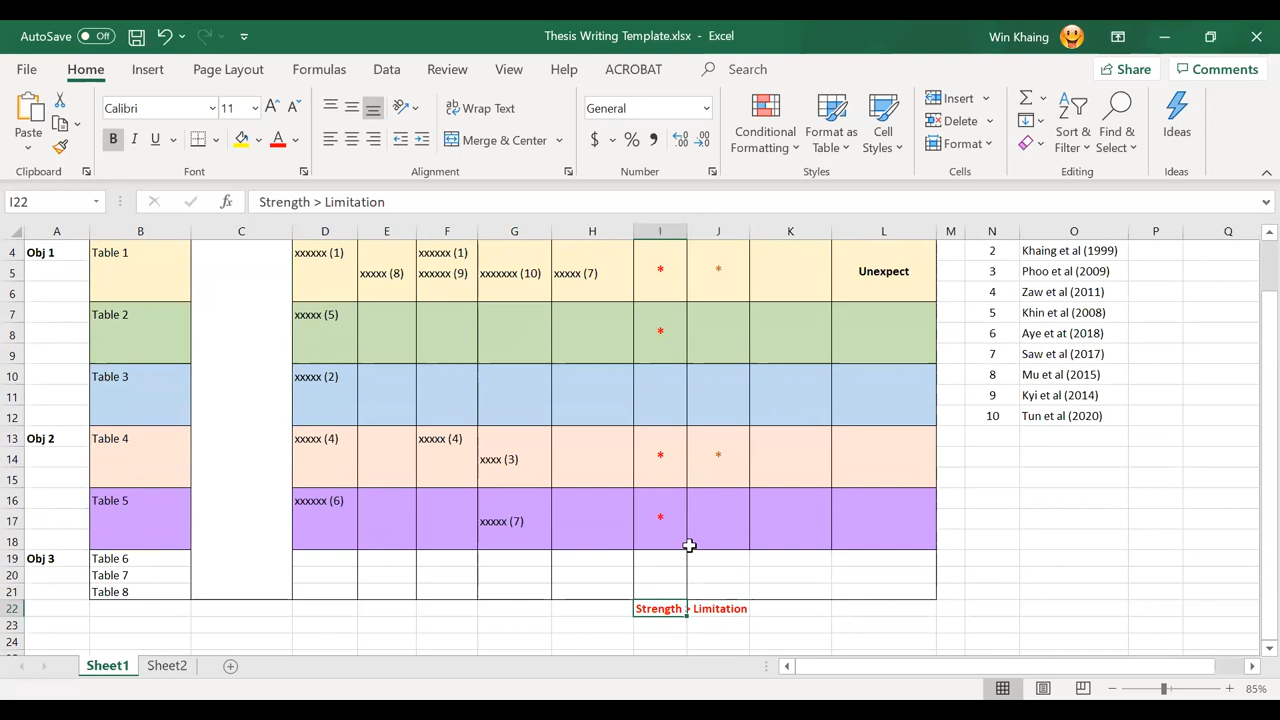 AutoSave Off Thesis Writing Template.xlsx - Excel Win Khaing
File Home Insert Page Layout Formulas Data Review View Help ACROBAT Search Share Comments
Calibri 11 Wrap Text General Insert
Paste Merge & Center $ % Conditional Formatting Format as Table Cell Styles Delete Sort & Filter Find & Select Ideas
B I U A Format
Clipboard Font Alignment Number Styles Cells Editing Ideas
I22 fx Strength > Limitation
A B C D E F G H I J K L M N O P Q
4 Obj 1 Table 1 xxxxxx (1) xxxxxx (1) 2 Khaing et al (1999)
5 xxxxx (8) xxxxxx (9) xxxxxxx (10) xxxxx (7) * * Unexpect 3 Phoo et al (2009)
6 4 Zaw et al (2011)
7 Table 2 xxxxx (5) 5 Khin et al (2008)
8 * 6 Aye et at (2018)
9 7 Saw et al (2017)
10 Table 3 xxxxx (2) 8 Mu et al (2015)
11 9 Kyi et al (2014)
12 10 Tun et al (2020)
13 Obj 2 Table 4 xxxxx (4) xxxxx (4)
14 xxxx (3) * *
15
16 Table 5 xxxxxx (6)
17 xxxxx (7) *
18
19 Obj 3 Table 6
20 Table 7
21 Table 8
22 Strength > Limitation
23
24
Sheet1 Sheet2
85%